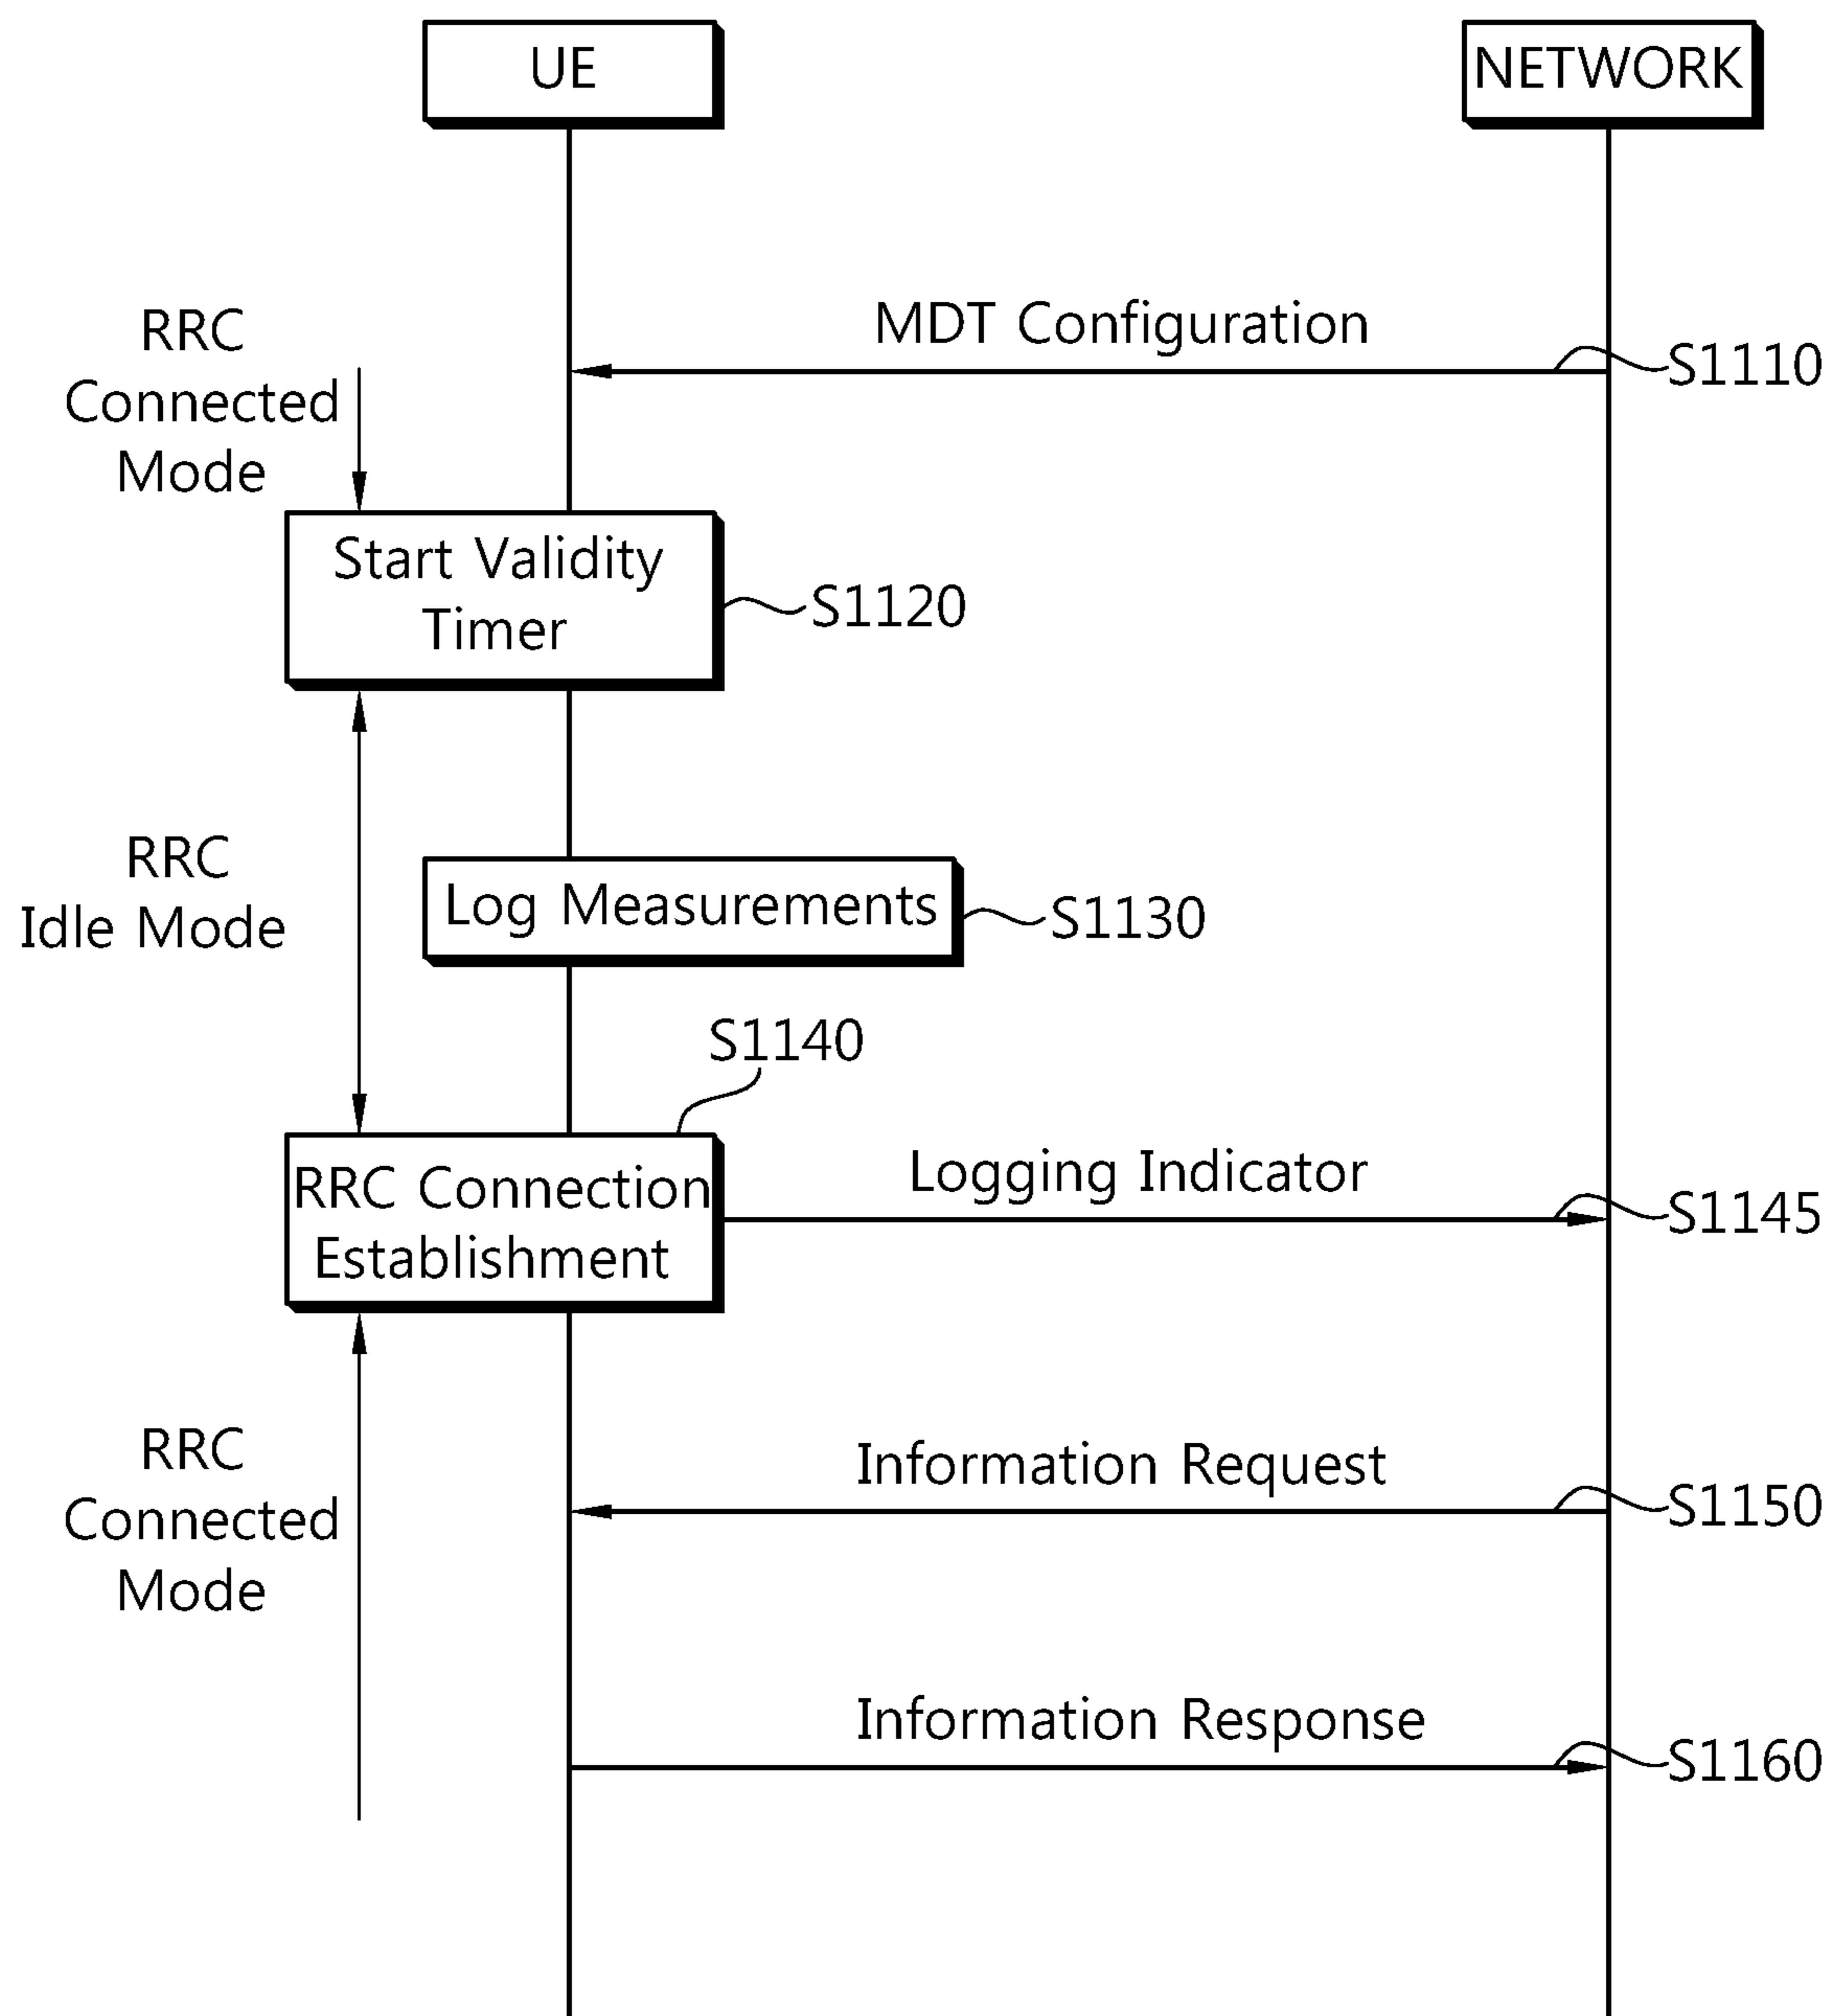 UE
NETWORK
MDT Configuration
S1110
RRC
Connected
Mode
Start Validity
Timer
S1120
RRC
Idle Mode
Log Measurements
S1130
S1140
RRC Connection
Establishment
Logging Indicator
S1145
RRC
Connected
Mode
Information Request
S1150
Information Response
S1160